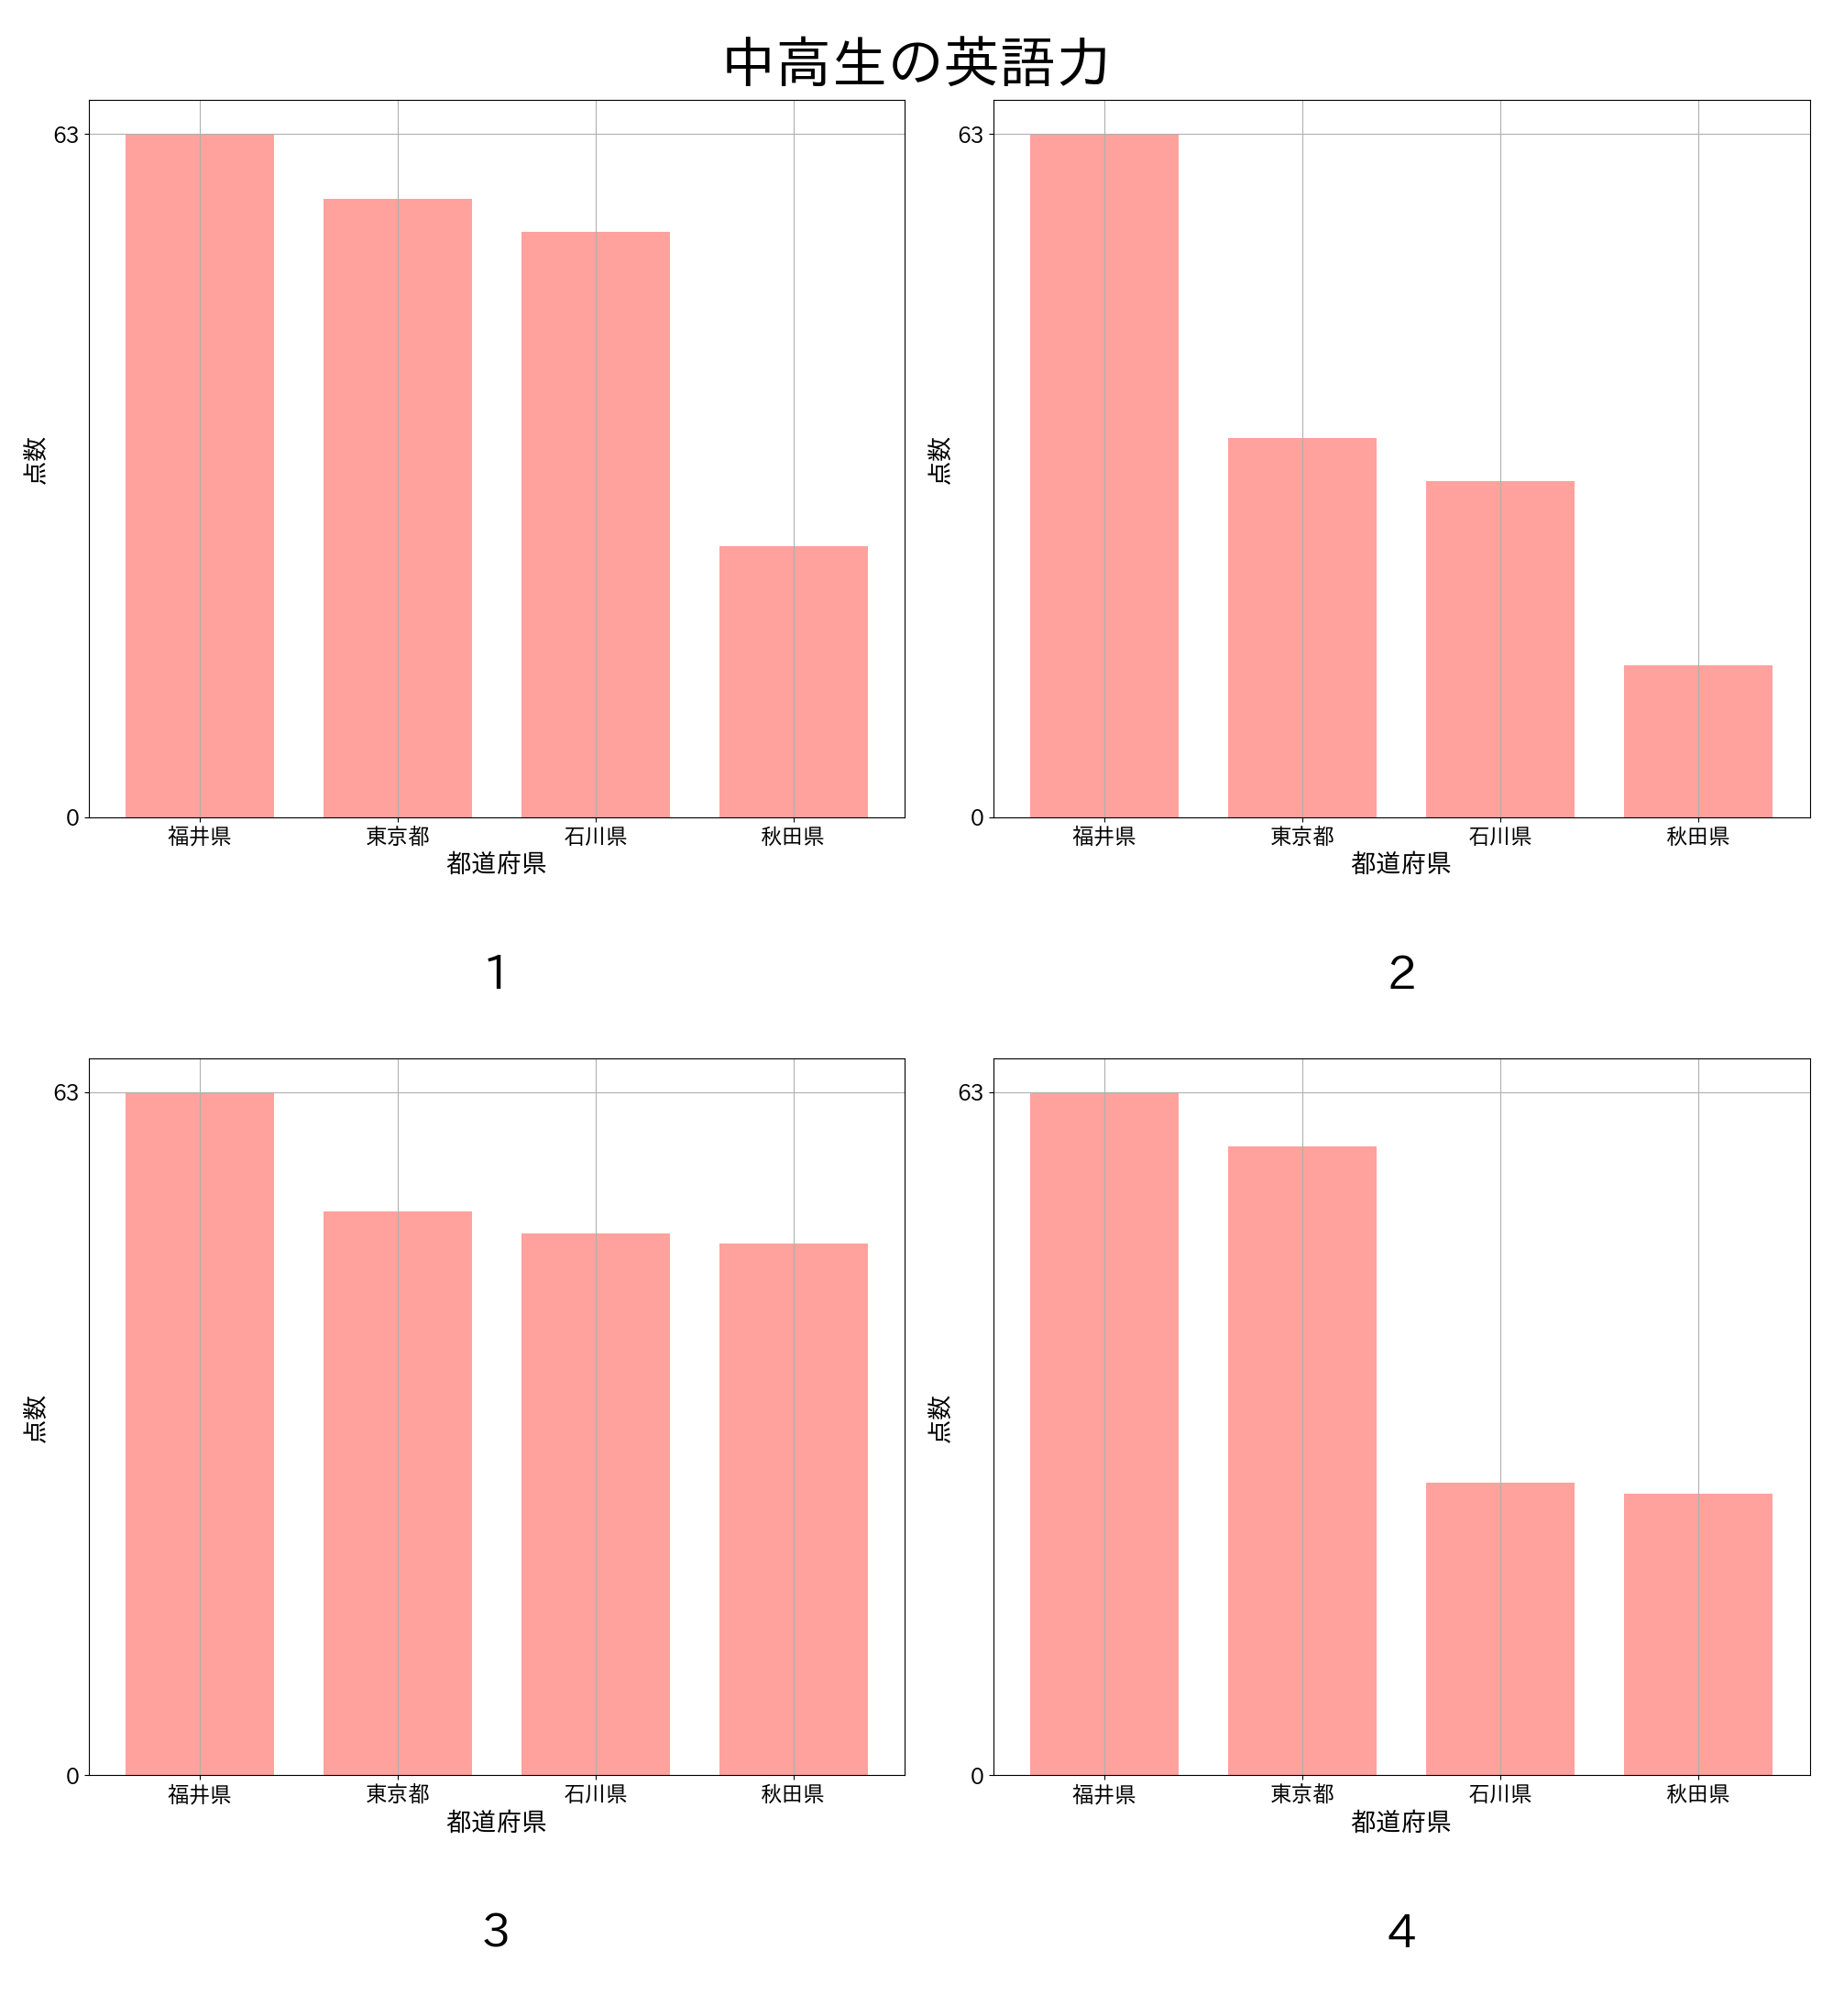 中高生の英語力
63
0
点数
福井県 東京都 石川県 秋田県
都道府県
1
63
0
点数
福井県 東京都 石川県 秋田県
都道府県
2
63
0
点数
福井県 東京都 石川県 秋田県
都道府県
3
63
0
点数
福井県 東京都 石川県 秋田県
都道府県
4